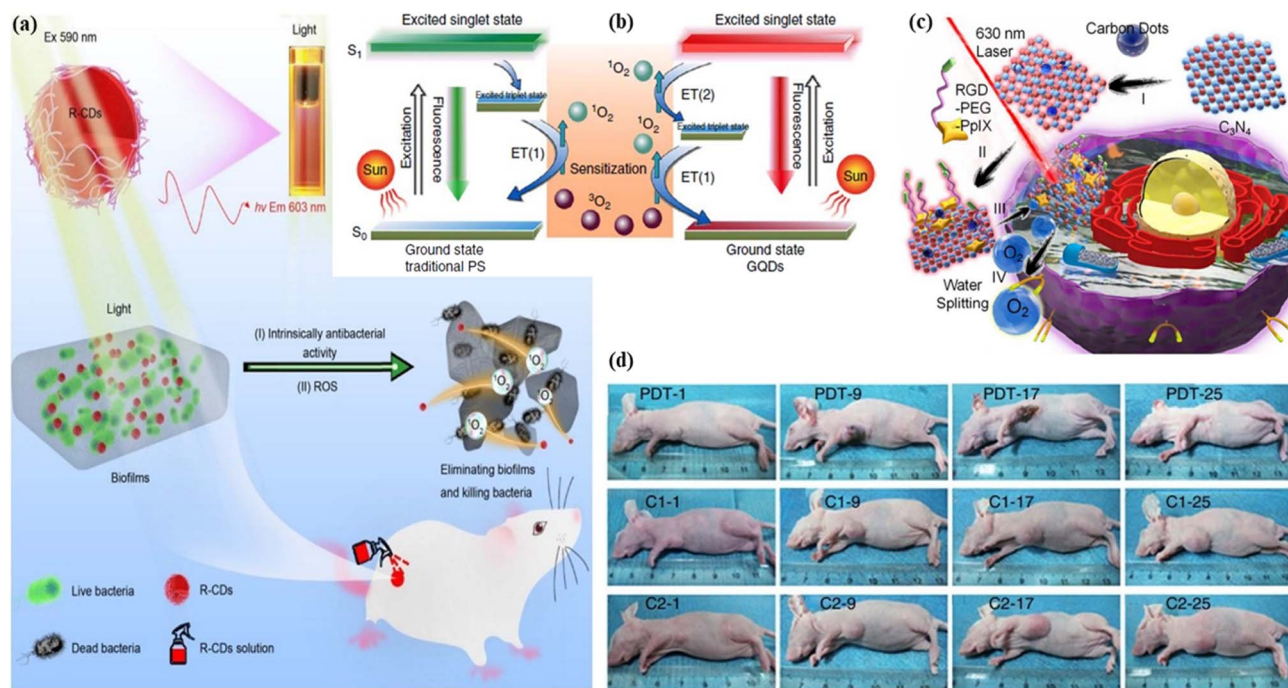 (a)
Ex 590 nm
R-CDs
Light
hν Em 603 nm
Light
(I) Intrinsically antibacterial
activity
(II) ROS
Biofilms
¹O₂
¹O₂
¹O₂
¹O₂
Eliminating biofilms
and killing bacteria
Live bacteria
R-CDs
Dead bacteria
R-CDs solution
(b)
Excited singlet state
Excited singlet state
S₁
Excited triplet state
Excitation
Fluorescence
ET(1)
Sun
S₀
Ground state
traditional PS
¹O₂
¹O₂
¹O₂
Sensitization
³O₂
ET(2)
Excited triplet state
ET(1)
Fluorescence
Excitation
Sun
Ground state
GQDs
(c)
630 nm
Laser
Carbon Dots
RGD
-PEG
-PpIX
I
C₃N₄
II
III
O₂
IV
Water
Splitting
O₂
(d)
PDT-1
PDT-9
PDT-17
PDT-25
C1-1
C1-9
C1-17
C1-25
C2-1
C2-9
C2-17
C2-25